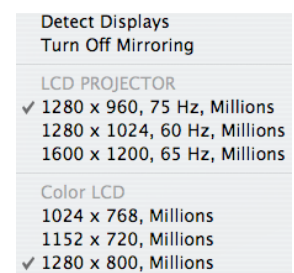 Detect Displays
Turn Off Mirroring
LCD PROJECTOR
✓ 1280 x 960, 75 Hz, Millions
1280 x 1024, 60 Hz, Millions
1600 x 1200, 65 Hz, Millions
Color LCD
1024 x 768, Millions
1152 x 720, Millions
✓ 1280 x 800, Millions